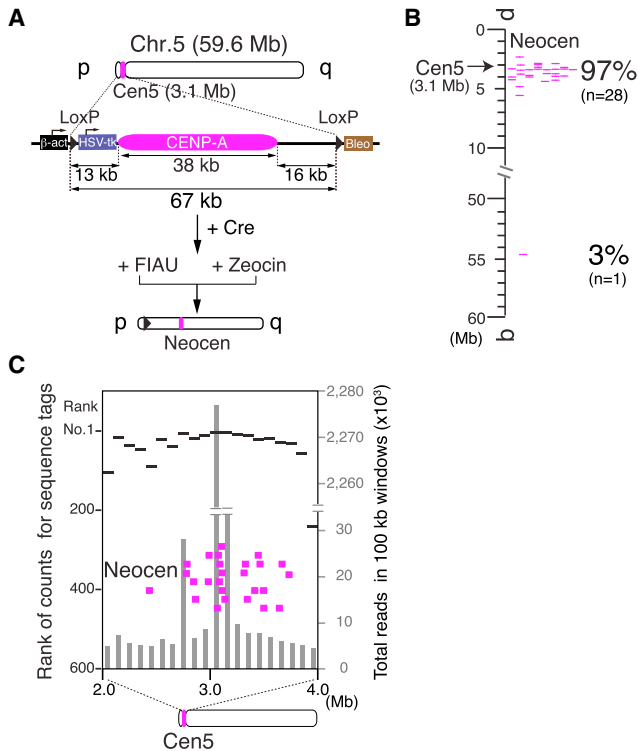 A
Chr.5 (59.6 Mb)
p
q
Cen5 (3.1 Mb)
LoxP
LoxP
β-act
HSV-tk
CENP-A
Bleo
38 kb
13 kb
16 kb
67 kb
+ Cre
+ FIAU
+ Zeocin
p
q
Neocen
B
p
0
Neocen
Cen5
(3.1 Mb)
97%
(n=28)
5
10
50
55
3%
(n=1)
60
(Mb)
q
C
Rank of counts for sequence tags
Rank
No.1
200
400
600
Neocen
2,280
2,270
2,260
30
20
10
0
Total reads in 100 kb windows (x10³)
2.0
3.0
4.0
(Mb)
Cen5